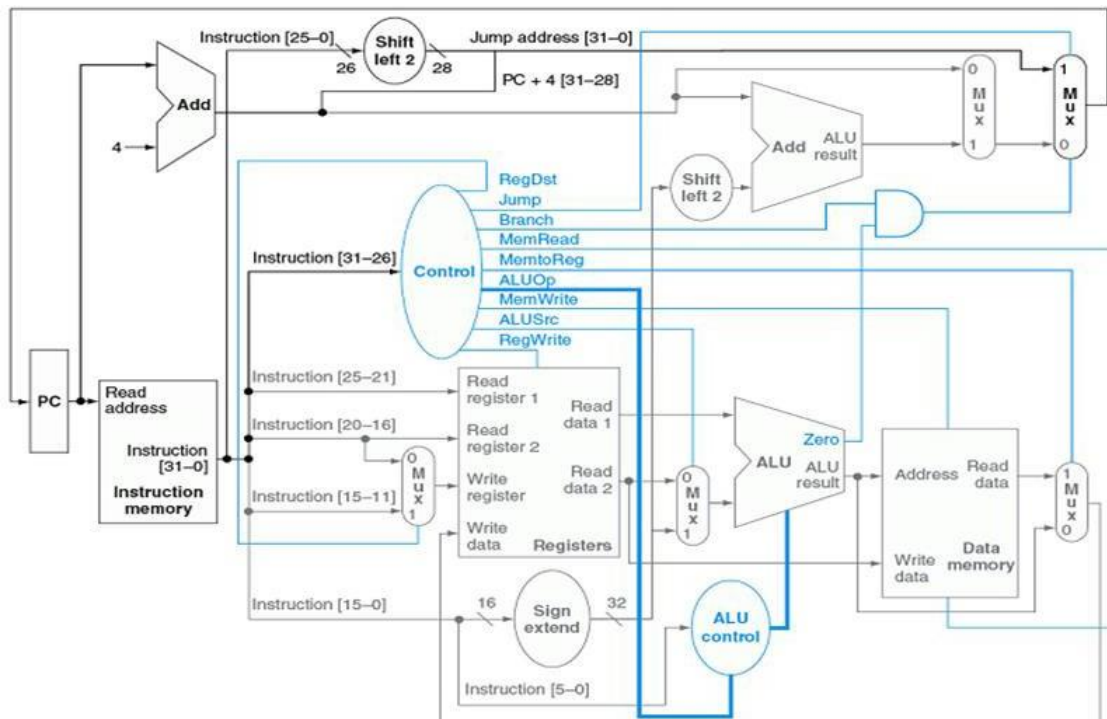 Instruction [25–0]
Shift
left 2
Jump address [31–0]
26
28
PC + 4 [31–28]
Add
4
0
M
u
x
1
1
M
u
x
0
Add
ALU
result
Shift
left 2
RegDst
Jump
Branch
MemRead
MemtoReg
ALUOp
MemWrite
ALUSrc
RegWrite
Instruction [31–26]
Control
PC
Read
address
Instruction
[31–0]
Instruction
memory
Instruction [25–21]
Instruction [20–16]
Instruction [15–11]
0
M
u
x
1
Read
register 1
Read
register 2
Write
register
Write
data
Read
data 1
Read
data 2
Registers
0
M
u
x
1
Zero
ALU
ALU
result
Address
Read
data
Write
data
Data
memory
1
M
u
x
0
Instruction [15–0]
16
Sign
extend
32
ALU
control
Instruction [5–0]